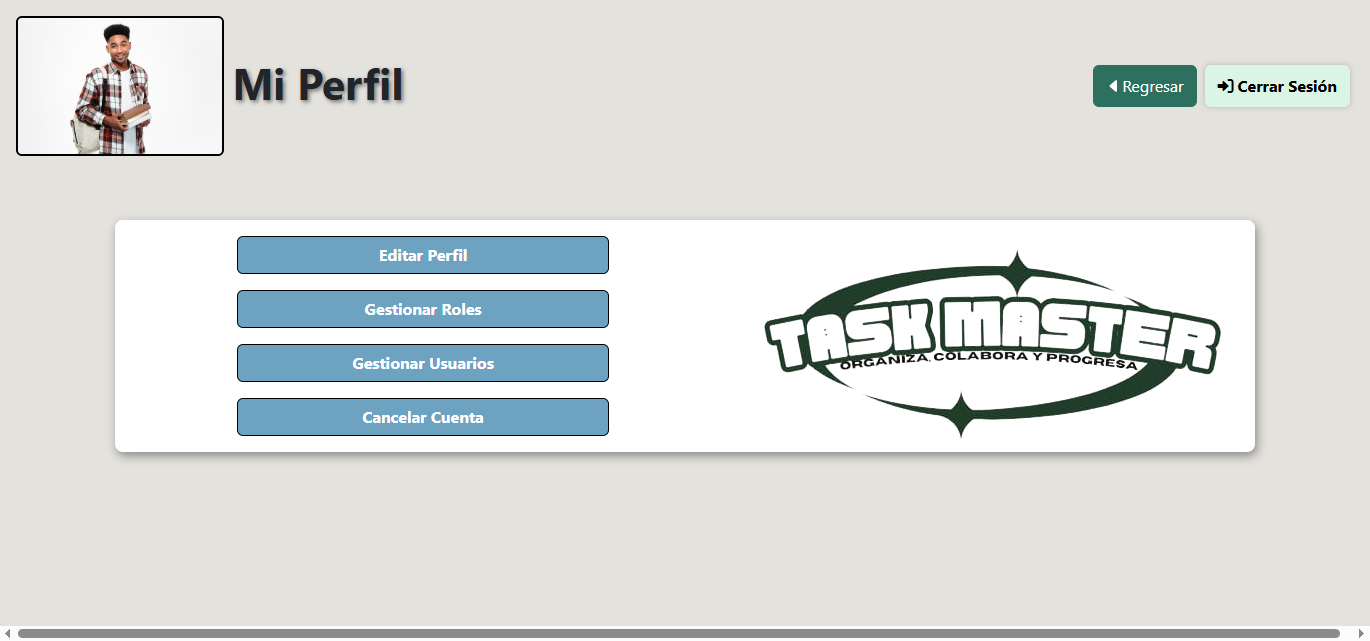 Mi Perfil
Regresar
Cerrar Sesión
Editar Perfil
Gestionar Roles
Gestionar Usuarios
Cancelar Cuenta
TASK MASTER
ORGANIZA, COLABORA Y PROGRESA